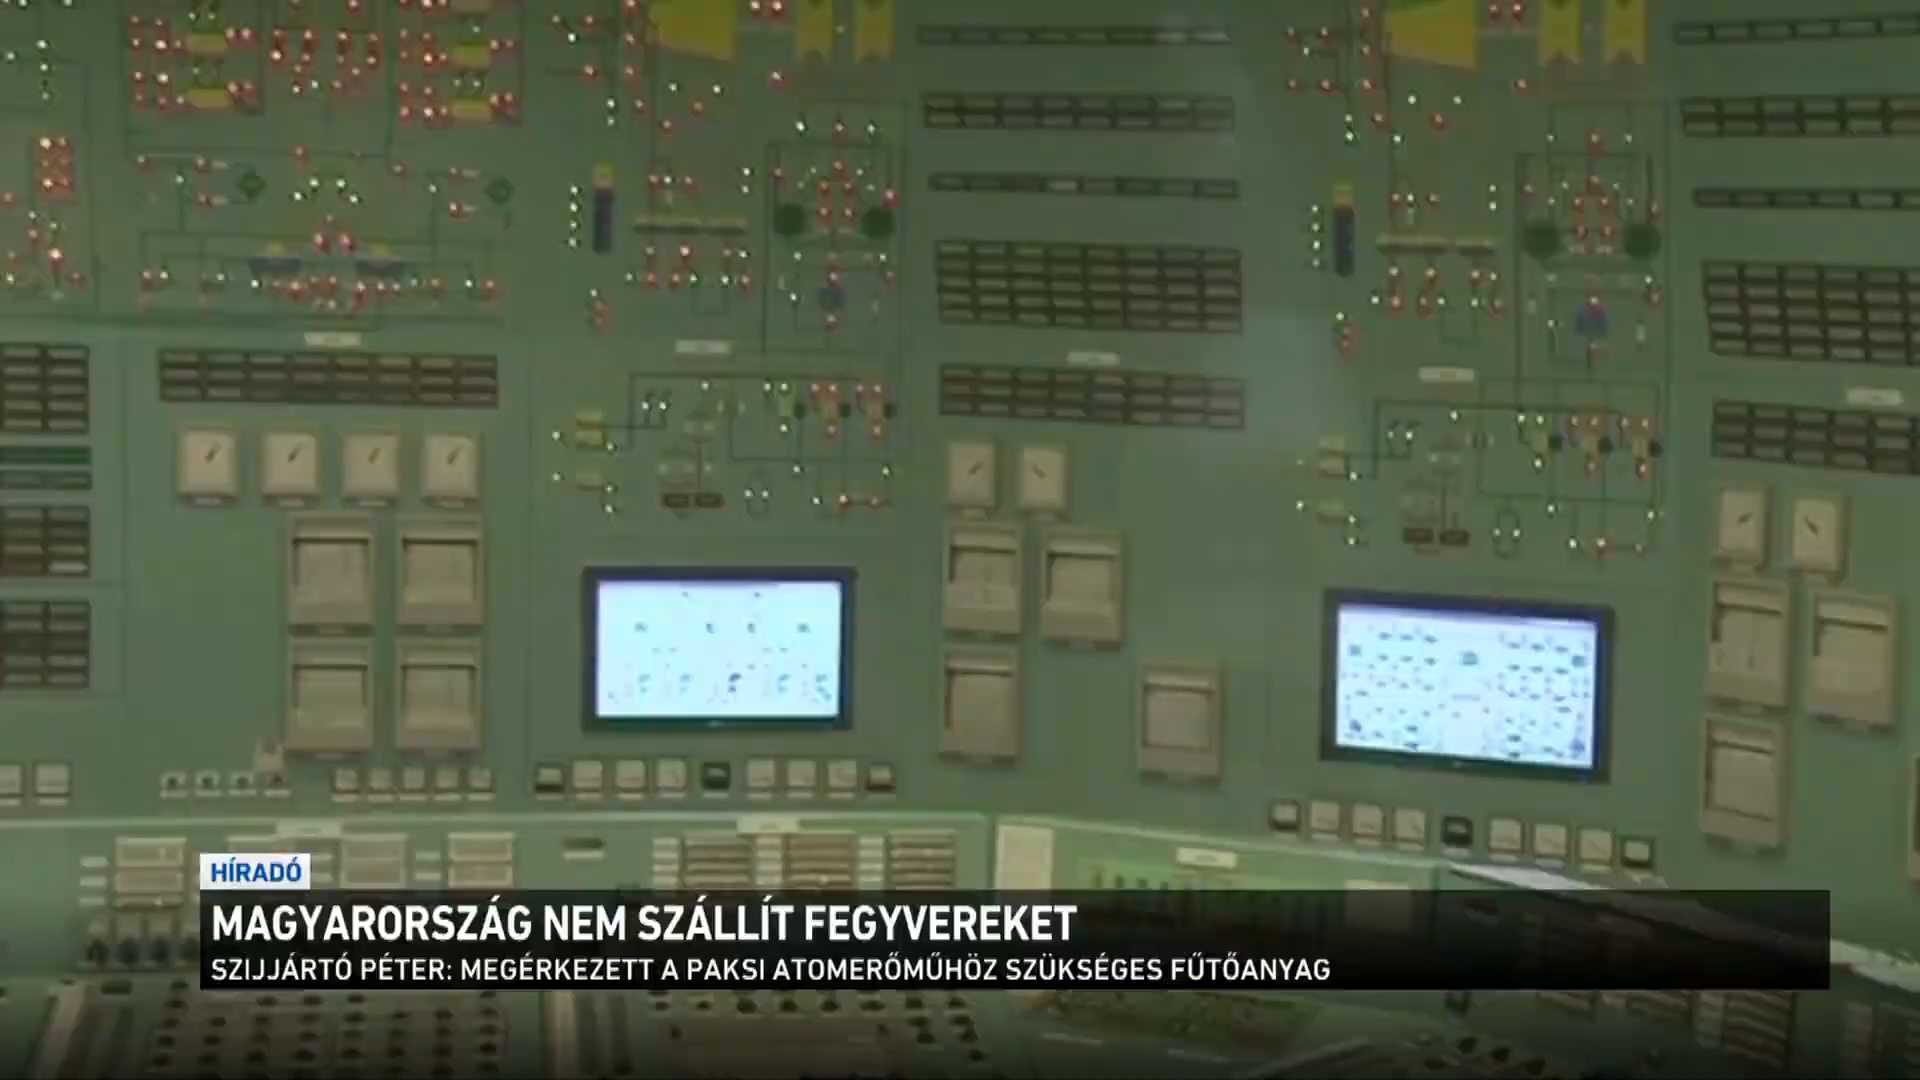 HÍRADÓ
MAGYARORSZÁG NEM SZÁLLÍT FEGYVEREKET
SZIJJÁRTÓ PÉTER: MEGÉRKEZETT A PAKSI ATOMERŐMŰHÖZ SZÜKSÉGES FŰTŐANYAG